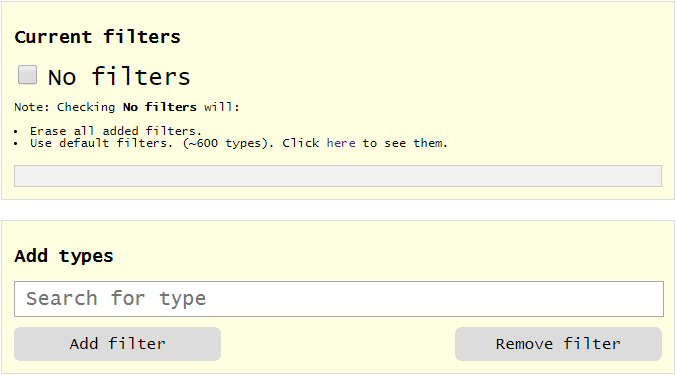 Current filters
No filters
Note: Checking No filters will:
• Erase all added filters.
• Use default filters. (~600 types). Click here to see them.
Add types
Search for type
Add filter
Remove filter